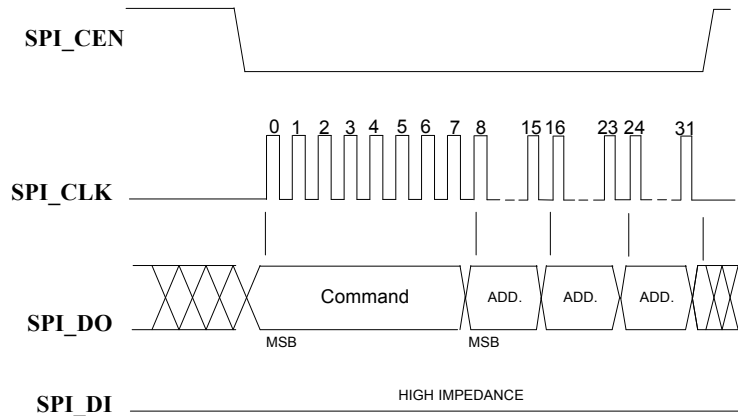 SPI_CEN
0 1 2 3 4 5 6 7 8 15 16 23 24 31
SPI_CLK
Command ADD. ADD. ADD.
SPI_DO
MSB MSB
HIGH IMPEDANCE
SPI_DI